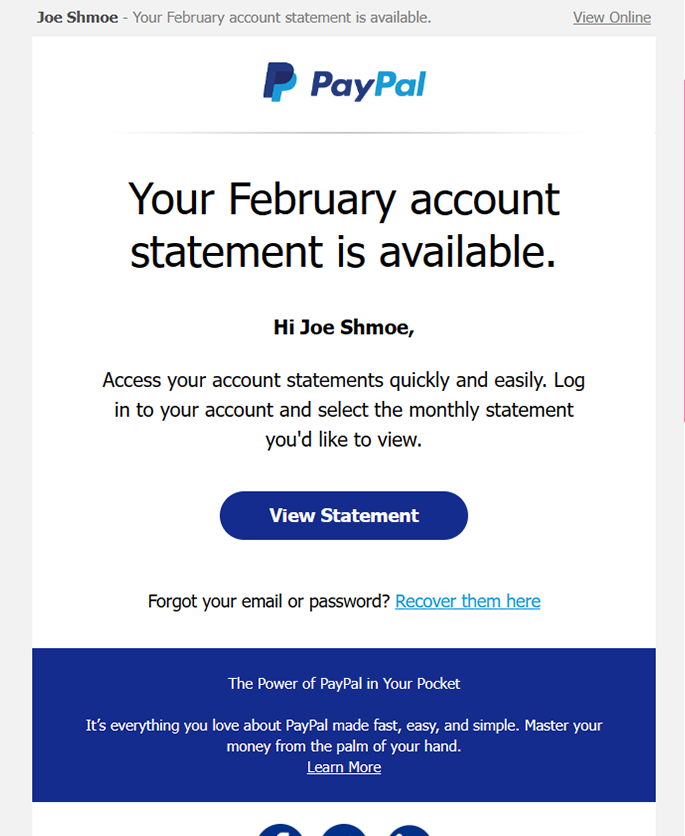 Joe Shmoe - Your February account statement is available. View Online
PayPal
Your February account
statement is available.
Hi Joe Shmoe,
Access your account statements quickly and easily. Log
in to your account and select the monthly statement
you'd like to view.
View Statement
Forgot your email or password? Recover them here
The Power of PayPal in Your Pocket
It’s everything you love about PayPal made fast, easy, and simple. Master your
money from the palm of your hand.
Learn More